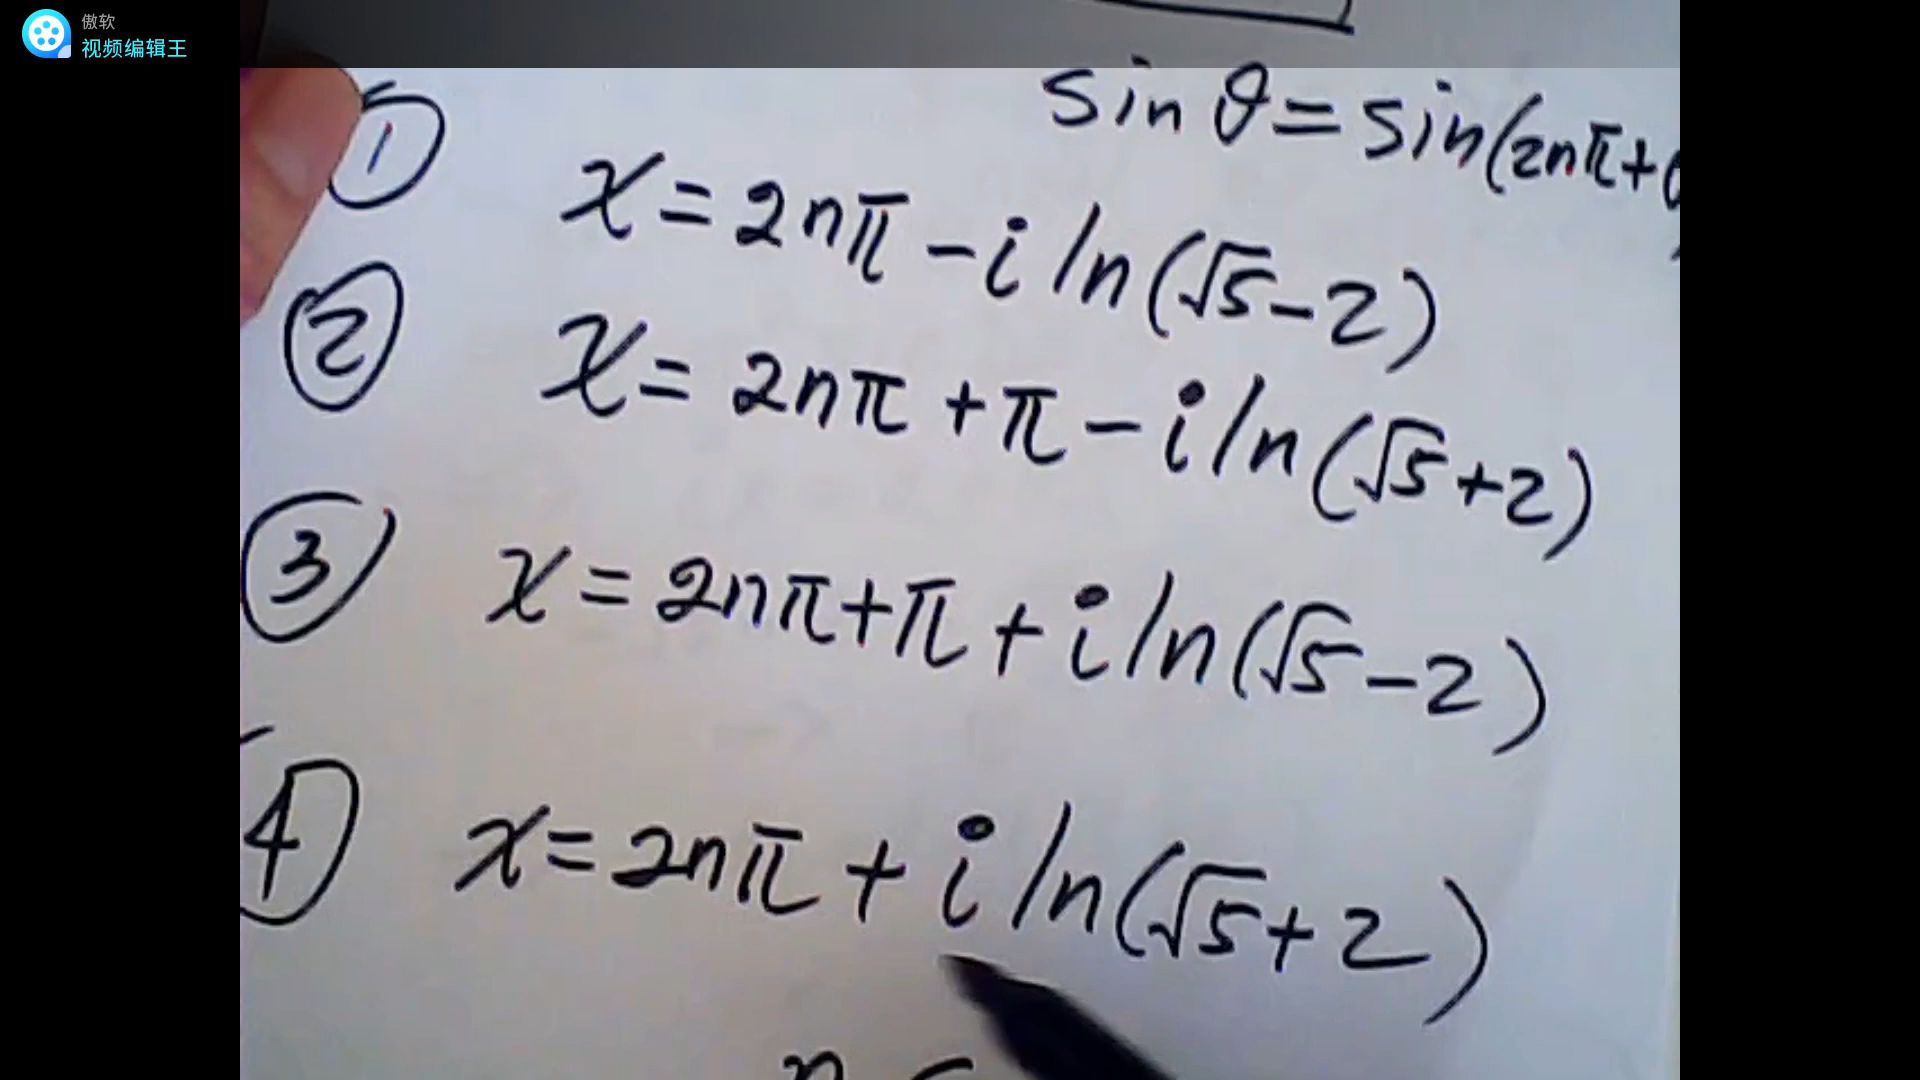 傲软
视频编辑王
sin θ = sin(2nπ +
① x = 2nπ - i ln(√5 - 2)
② x = 2nπ + π - i ln(√5 + 2)
③ x = 2nπ + π + i ln(√5 - 2)
④ x = 2nπ + i ln(√5 + 2)